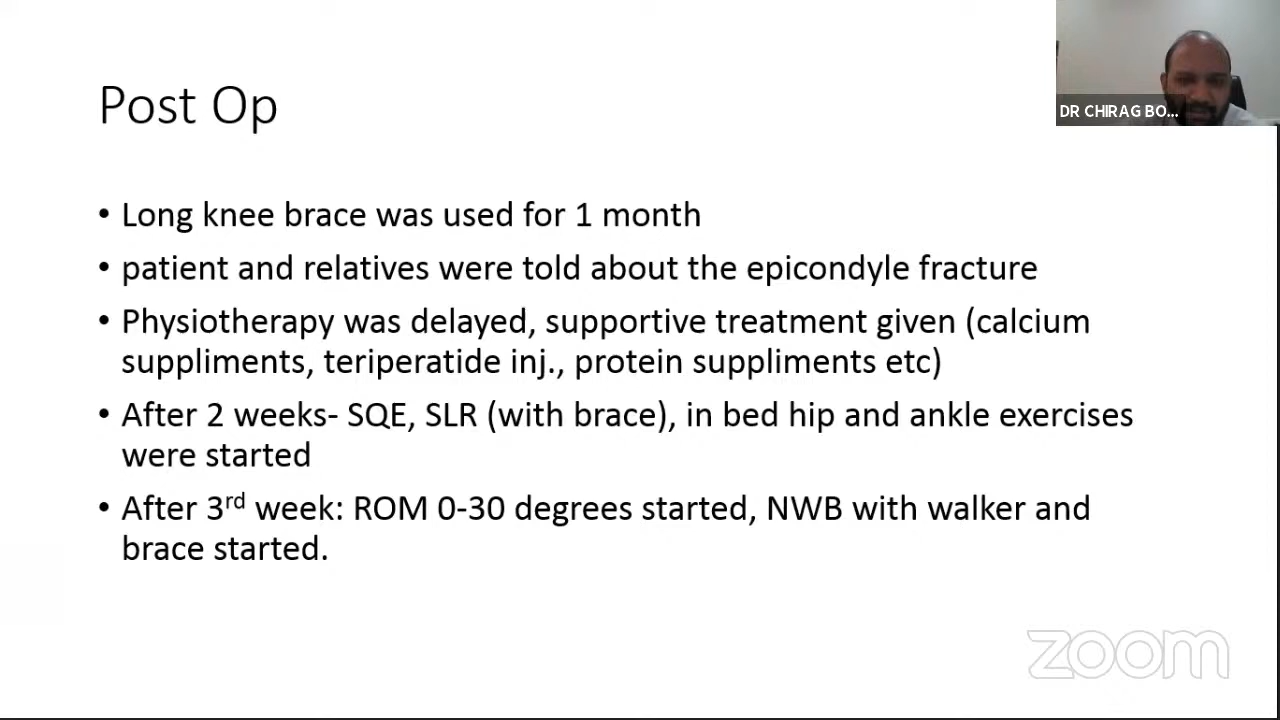 Post Op
DR CHIRAG BO...
• Long knee brace was used for 1 month
• patient and relatives were told about the epicondyle fracture
• Physiotherapy was delayed, supportive treatment given (calcium
suppliments, teriperatide inj., protein suppliments etc)
• After 2 weeks- SQE, SLR (with brace), in bed hip and ankle exercises
were started
• After 3rd week: ROM 0-30 degrees started, NWB with walker and
brace started.
zoom